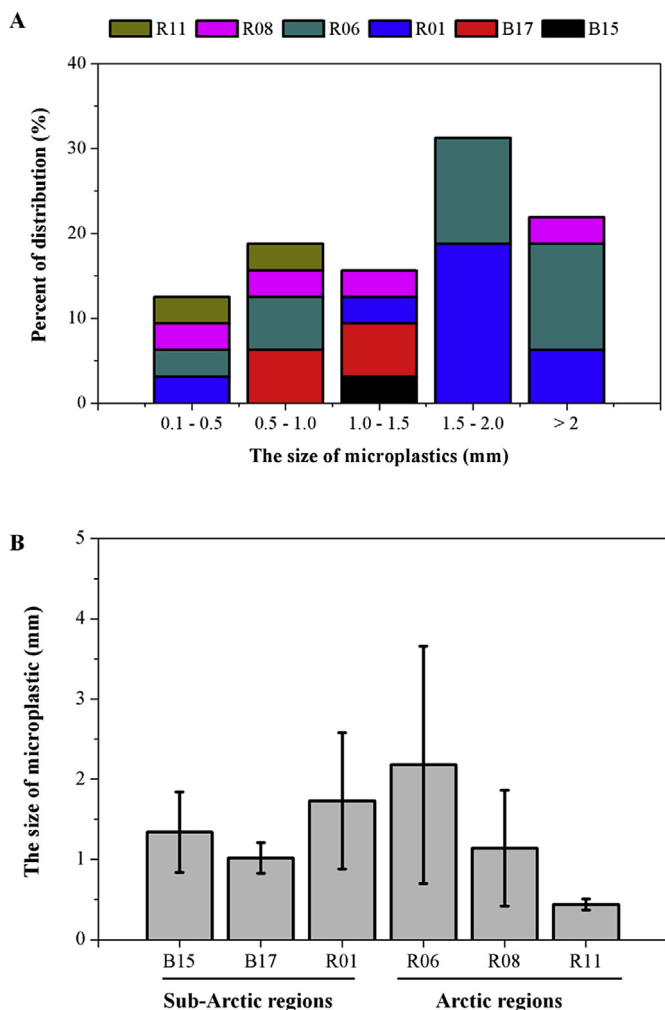 A
R11 R08 R06 R01 B17 B15
40
30
20
10
0
Percent of distribution (%)
0.1 - 0.5 0.5 - 1.0 1.0 - 1.5 1.5 - 2.0 > 2
The size of microplastics (mm)
B
5
4
3
2
1
0
The size of microplastic (mm)
B15 B17 R01 R06 R08 R11
Sub-Arctic regions Arctic regions